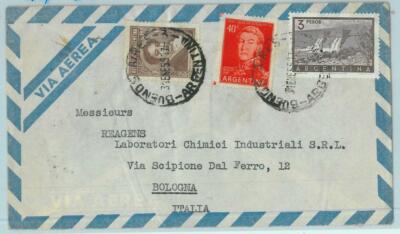 VIA AEREA
40¢
ARGENTINA
3 PESOS
ARGENTINA
BUENOS AIRES
ARGENTINA
Messieurs
REAGENS
Laboratori Chimici Industriali S.R.L.
Via Scipione Dal Ferro, 12
BOLOGNA
ITALIA
VIA AEREA